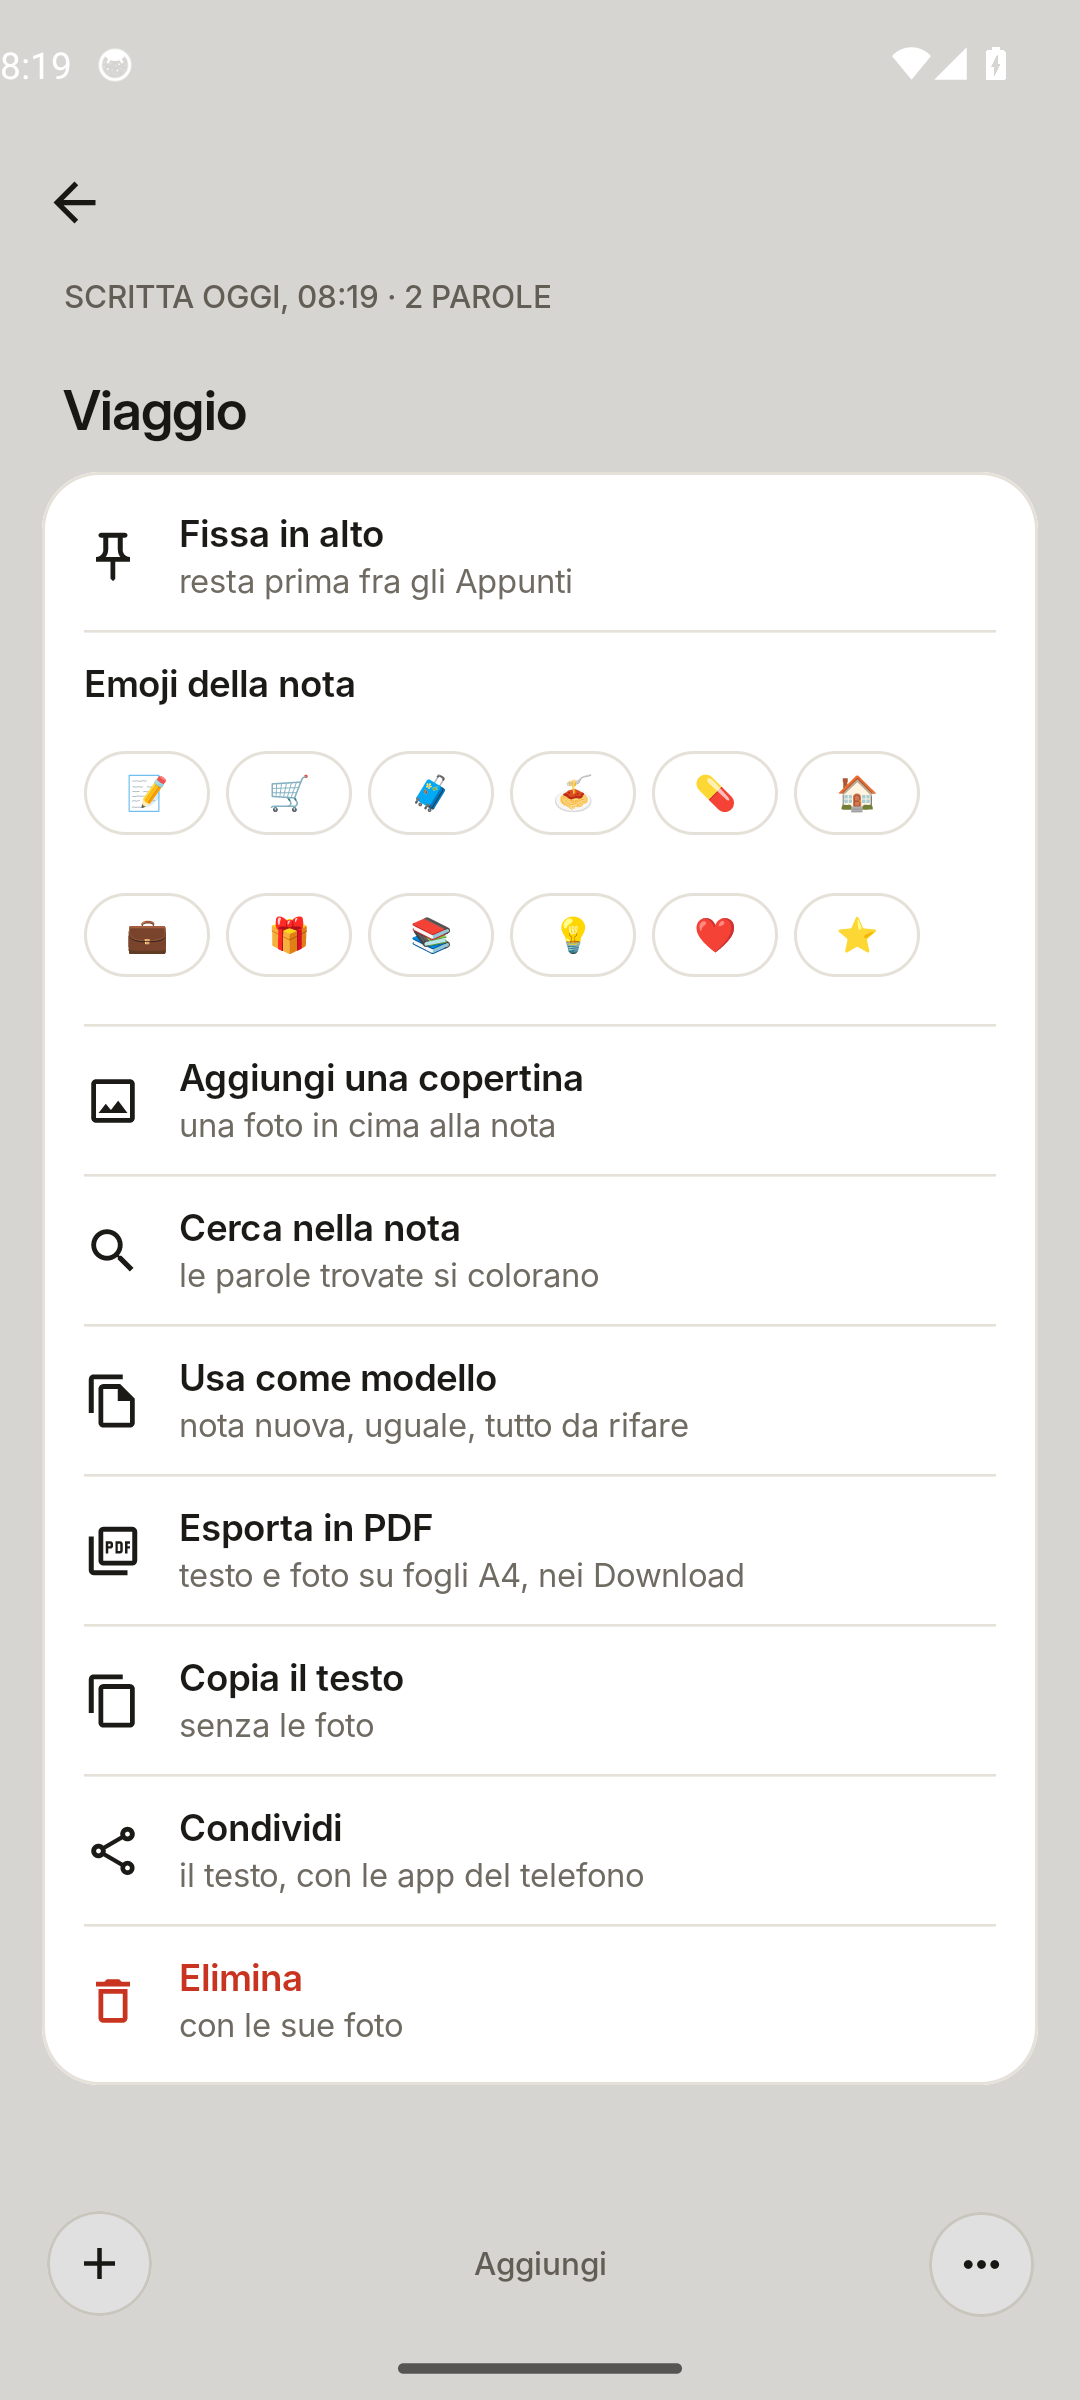 8:19
SCRITTA OGGI, 08:19 · 2 PAROLE
Viaggio
Fissa in alto
resta prima fra gli Appunti
Emoji della nota
Aggiungi una copertina
una foto in cima alla nota
Cerca nella nota
le parole trovate si colorano
Usa come modello
nota nuova, uguale, tutto da rifare
Esporta in PDF
testo e foto su fogli A4, nei Download
Copia il testo
senza le foto
Condividi
il testo, con le app del telefono
Elimina
con le sue foto
Aggiungi